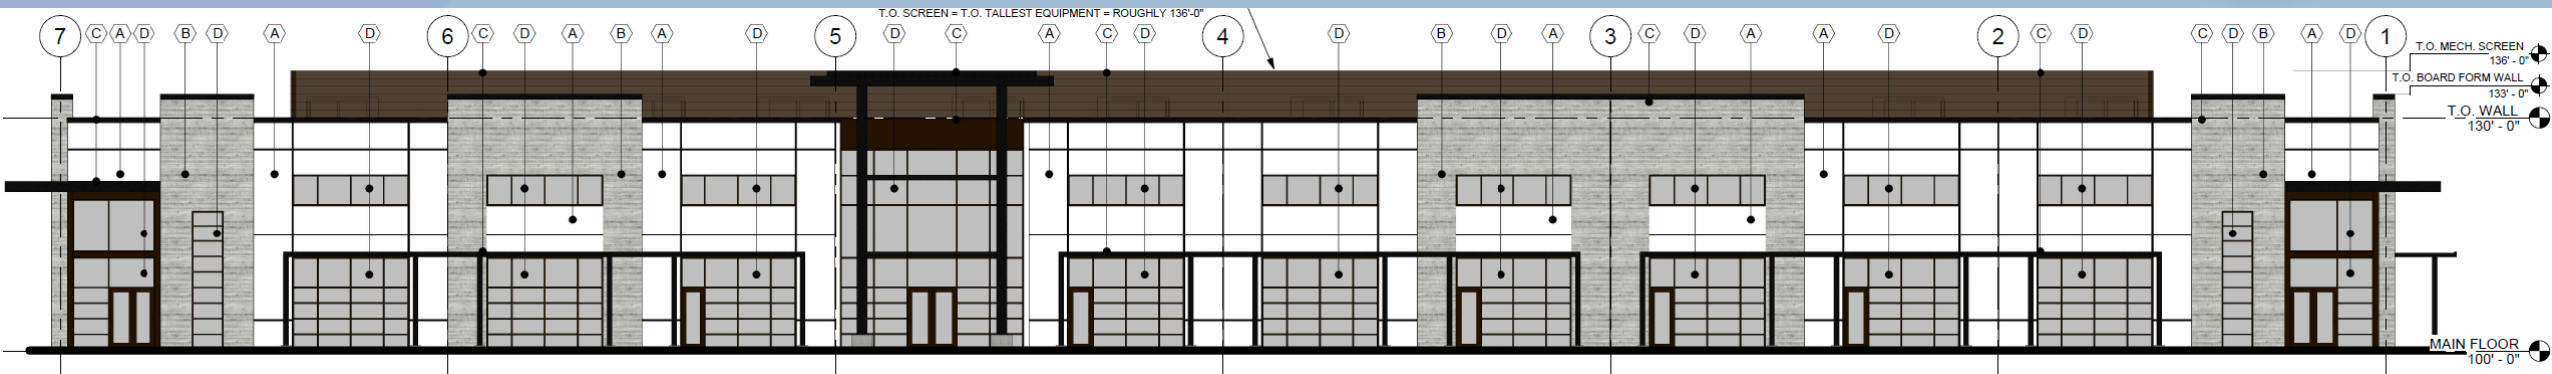 T.O. SCREEN = T.O. TALLEST EQUIPMENT = ROUGHLY 136'-0"
7 C A D B D A D 6 C D A B A D 5 D C A C D 4 D B D A 3 C D A A D 2 C D C D B A D 1
T.O. MECH. SCREEN
136' - 0"
T.O. BOARD FORM WALL
133' - 0"
T.O. WALL
130' - 0"
MAIN FLOOR
100' - 0"